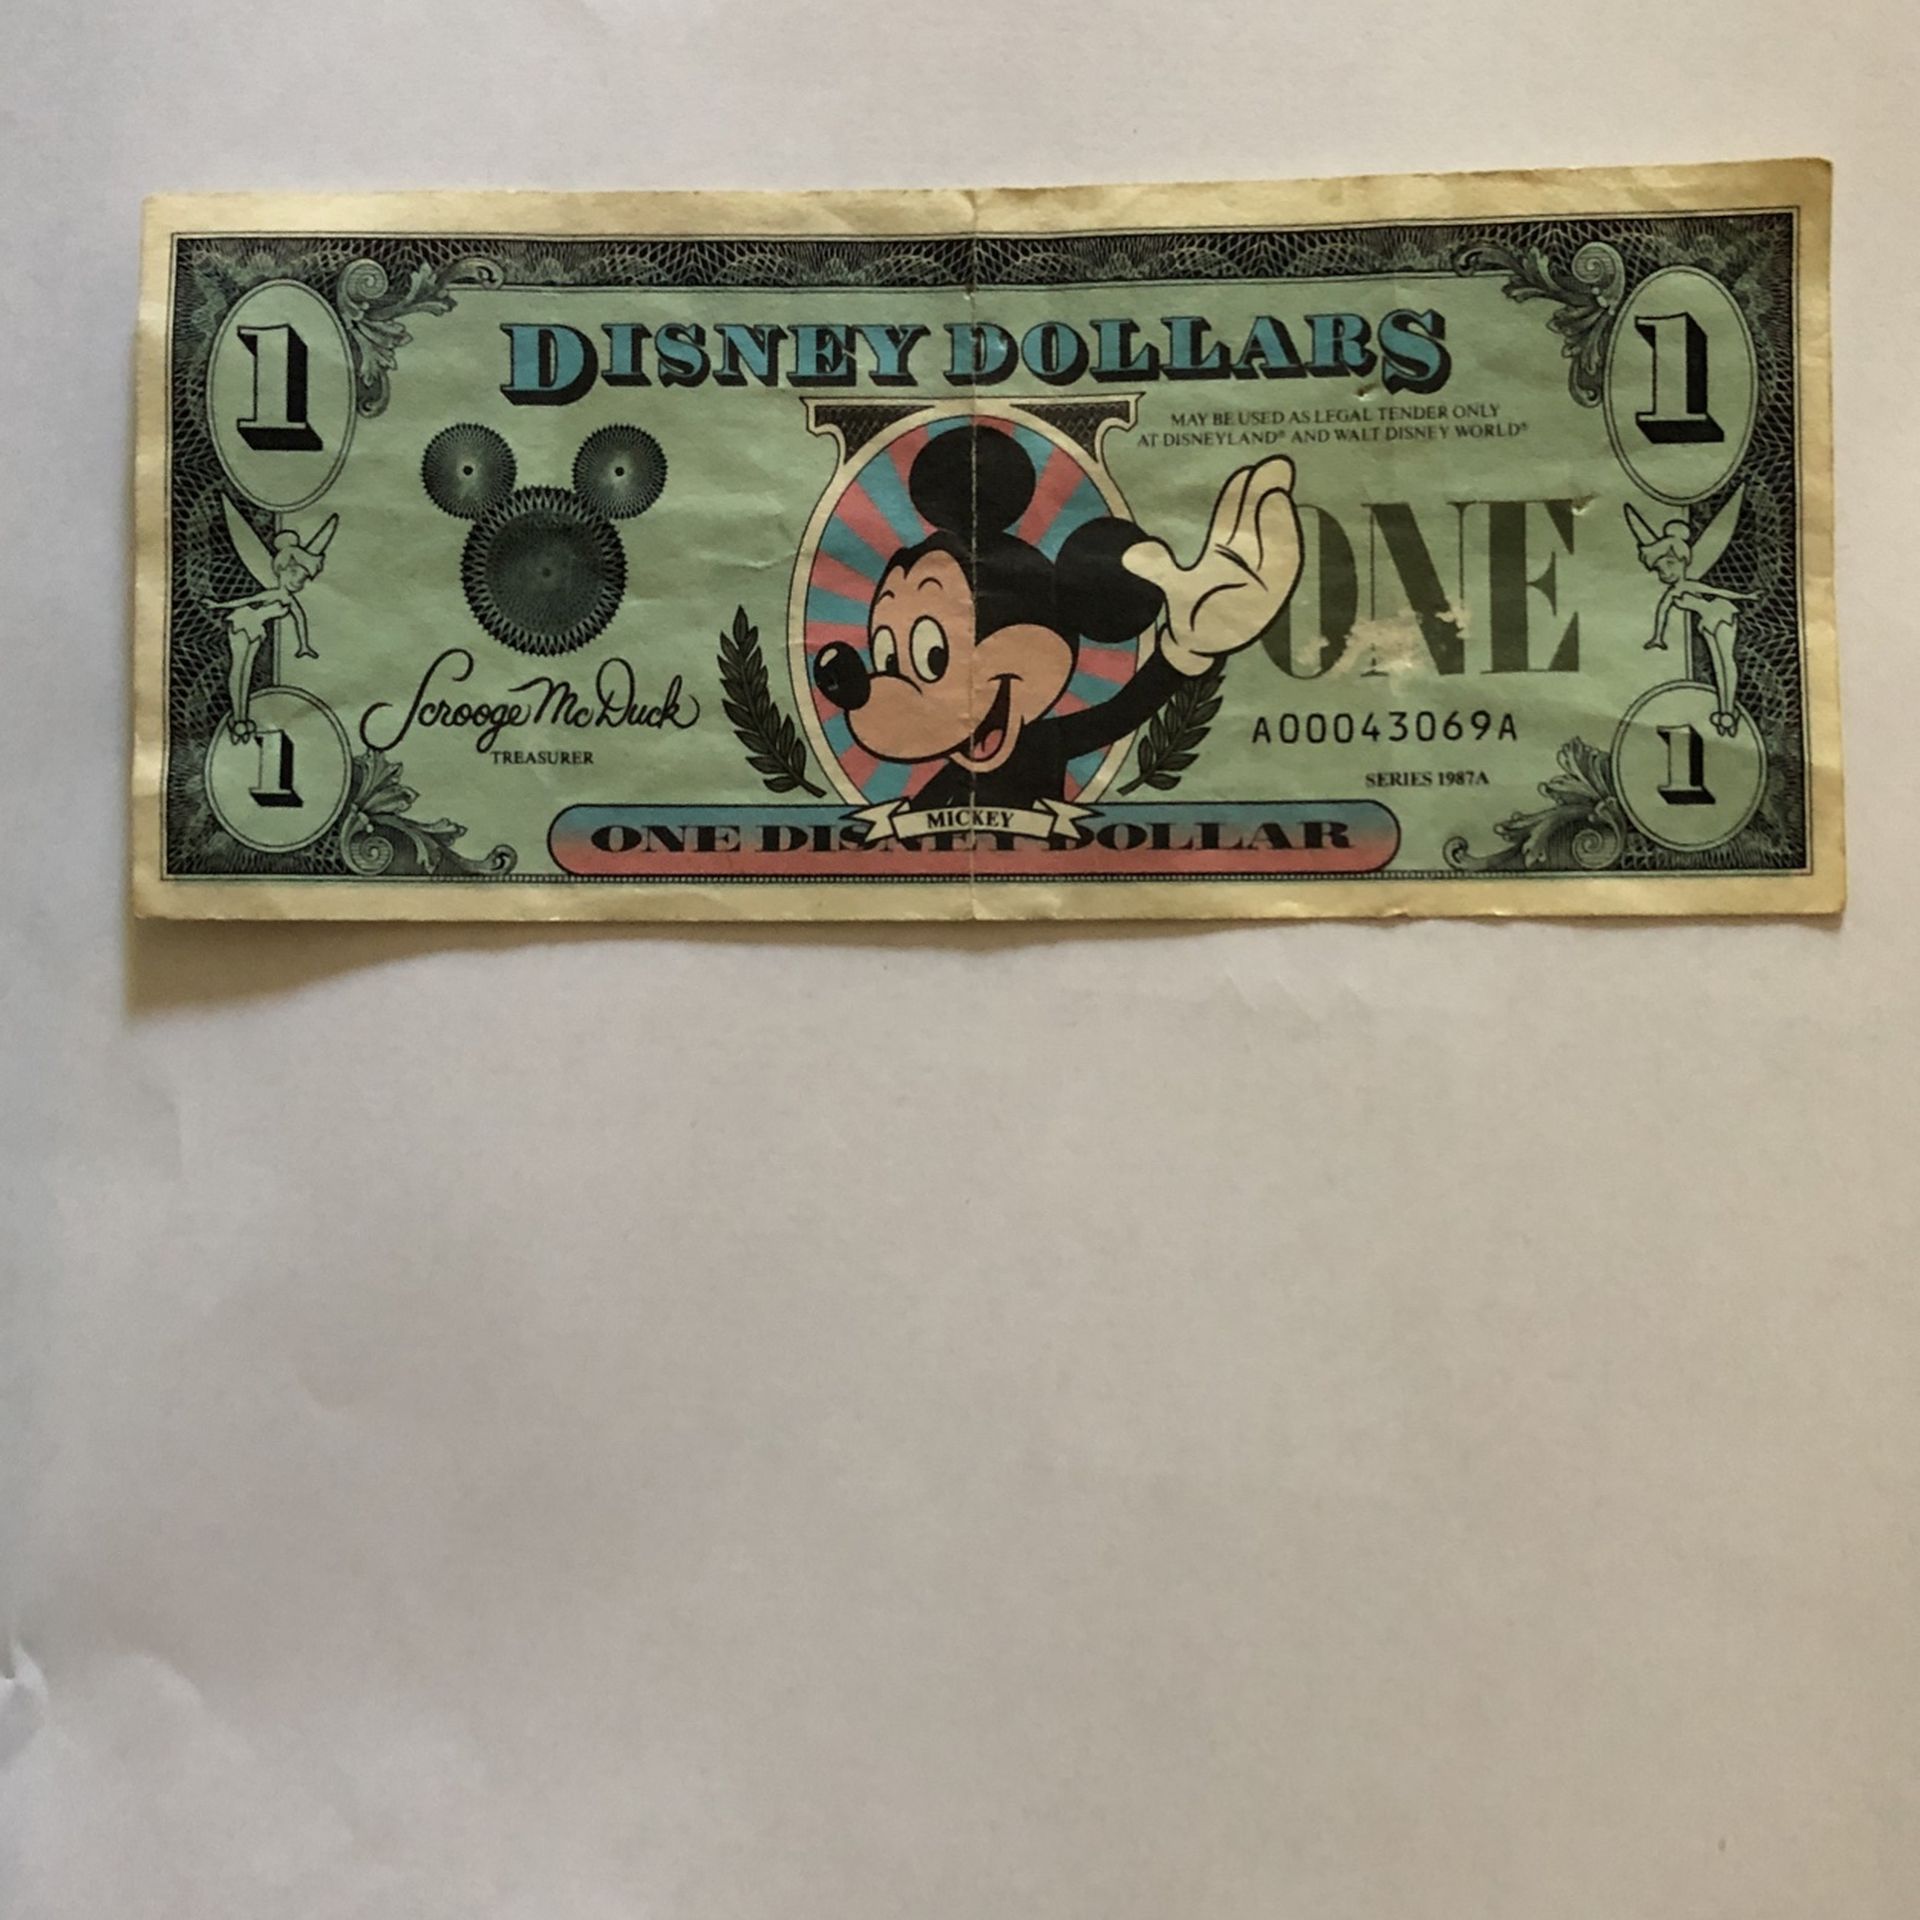 1
DISNEY DOLLARS
1
MAY BE USED AS LEGAL TENDER ONLY
AT DISNEYLAND® AND WALT DISNEY WORLD®
ONE
Scrooge McDuck
TREASURER
A00043069A
SERIES 1987A
1
MICKEY
1
ONE DISNEY DOLLAR